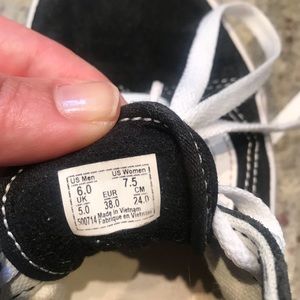 US Men US Women
6.0 7.5
UK EUR CM
5.0 38.0 24.0
500714 Made in Vietnam
Fabriqué en Vietnam